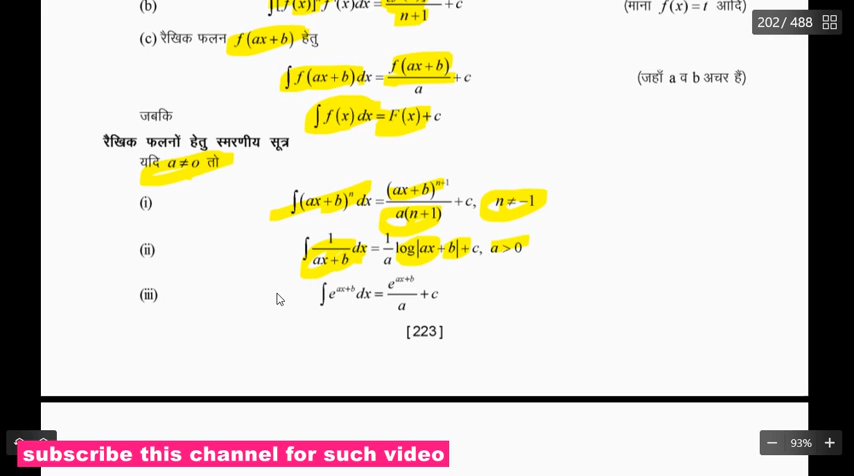 (b) ∫[f(x)]ⁿ f'(x)dx = n+1 +c (माना f(x) = t आदि)
202 / 488
(c) रैखिक फलन f(ax+b) हेतु
∫f(ax+b)dx = f(ax+b)/a +c (जहाँ a व b अचर हैं)
जबकि ∫f(x)dx = F(x)+c
रैखिक फलनों हेतु स्मरणीय सूत्र
यदि a ≠ o तो
(i) ∫(ax+b)ⁿ dx = (ax+b)ⁿ⁺¹/a(n+1) +c, n ≠ −1
(ii) ∫1/(ax+b) dx = 1/a log|ax+b|+c, a > 0
(iii) ∫e^(ax+b) dx = e^(ax+b)/a +c
[223]
93%
subscribe this channel for such video